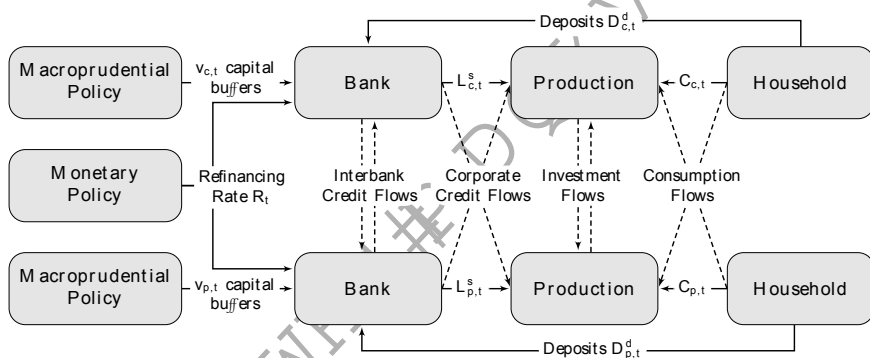 Deposits D^d_{c,t}
Macroprudential
Policy
v_{c,t} capital
buffers
Bank
L^s_{c,t}
Production
C_{c,t}
Household
Monetary
Policy
Refinancing
Rate R_t
Interbank
Credit Flows
Corporate
Credit Flows
Investment
Flows
Consumption
Flows
Macroprudential
Policy
v_{p,t} capital
buffers
Bank
L^s_{p,t}
Production
C_{p,t}
Household
Deposits D^d_{p,t}